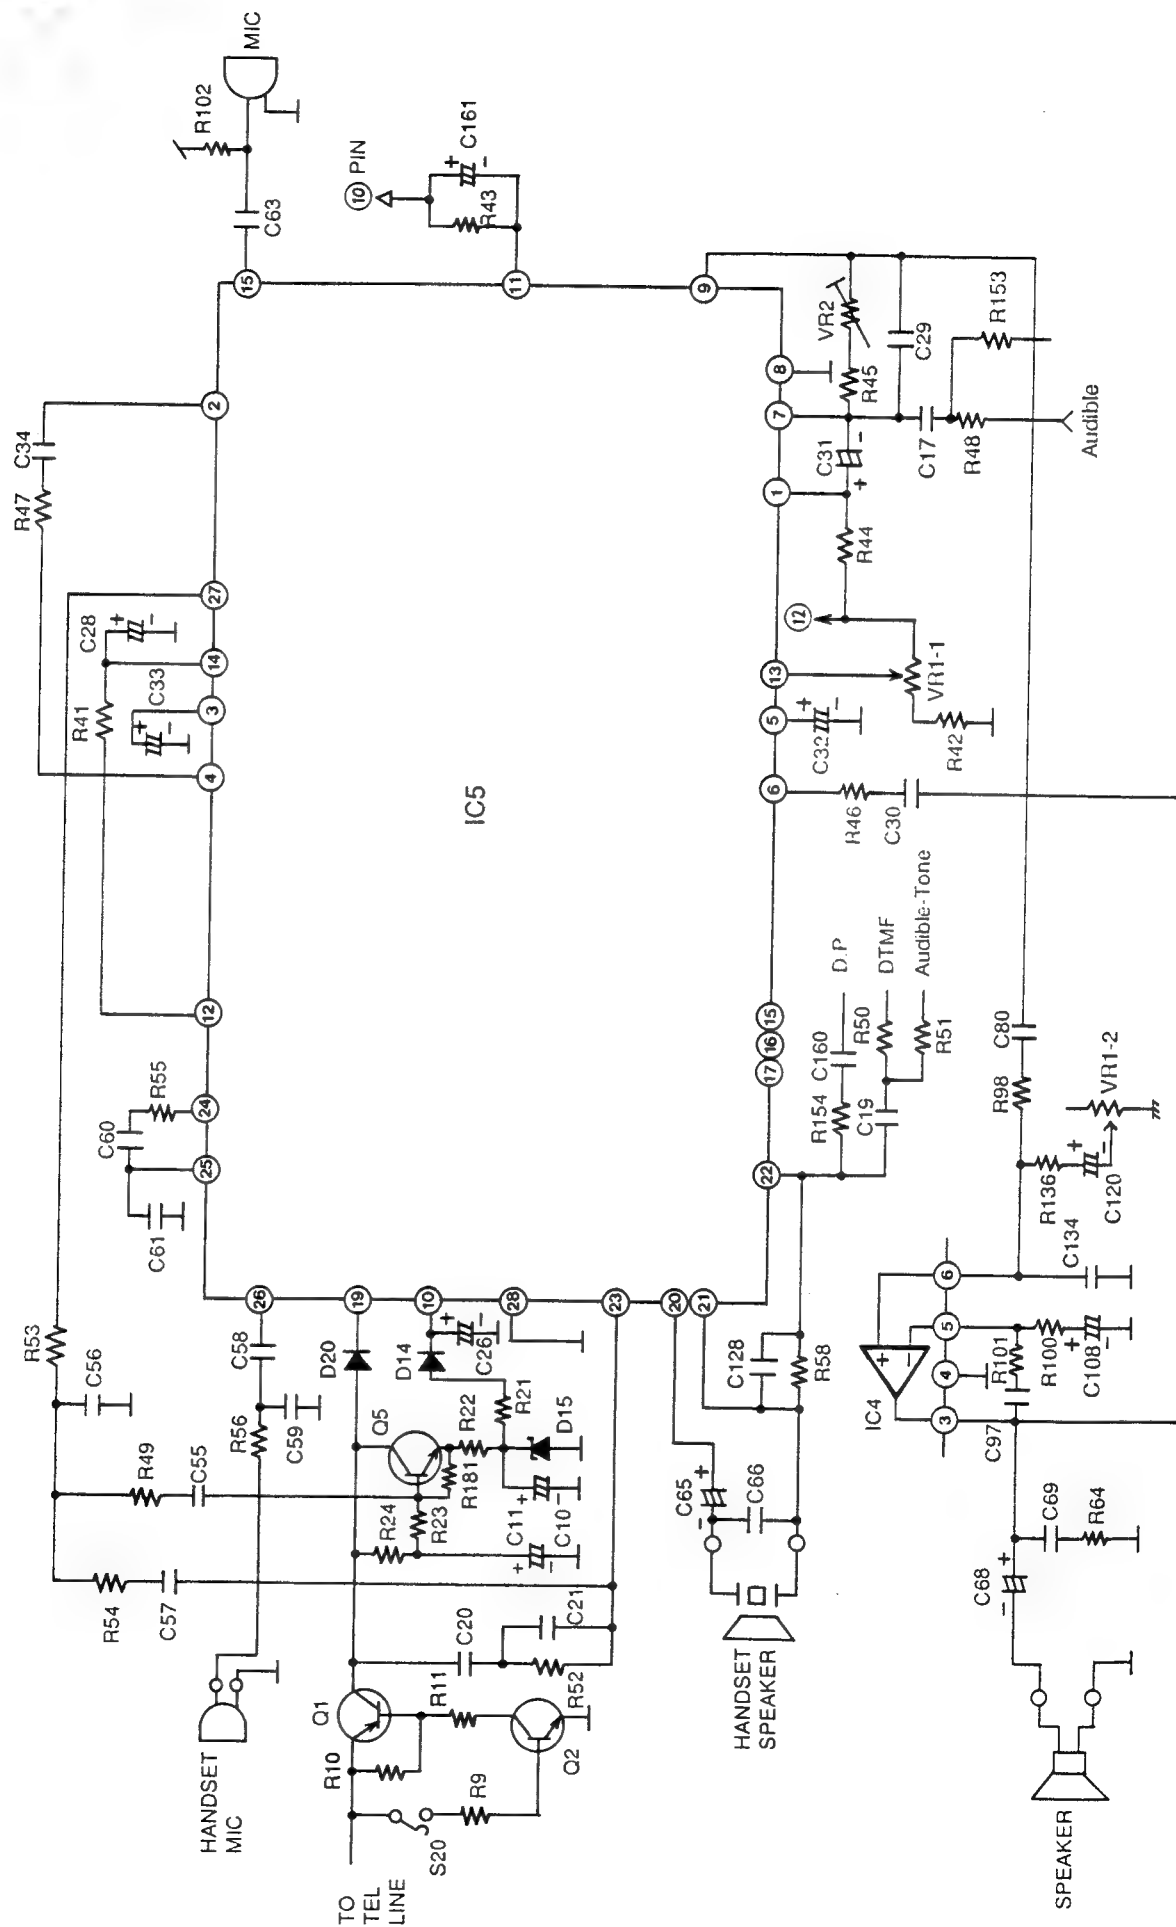 MIC
R102
C63
15
10 PIN
C161
R43
11
9
2
C34
R47
27
C28
+
-
14
C33
+
-
3
R41
4
12
R55
24
C60
25
C61
IC5
8
7
1
VR2
R45
C29
R153
C31
+
-
C17
R48
Audible
R44
12
13
VR1-1
5
C32
+
-
R42
6
R46
C30
D.P
DTMF
Audible-Tone
15
16
17
C160
R50
R51
R154
C19
22
C80
R98
VR1-2
R136
C120
+
-
C134
6
5
4
3
R101
R100
C108
+
-
IC4
+
-
C97
R53
C56
26
C58
R56
C59
19
D20
10
D14
C26
+
-
28
23
20
21
C128
R58
Q5
R22
R21
D15
R181
R49
C55
R24
R23
C11
+
C10
-
+
-
R54
C57
C20
C21
R52
Q1
R11
R10
Q2
R9
S20
HANDSET
MIC
TO
TEL
LINE
C65
+
-
C66
HANDSET
SPEAKER
C69
R64
C68
+
-
SPEAKER